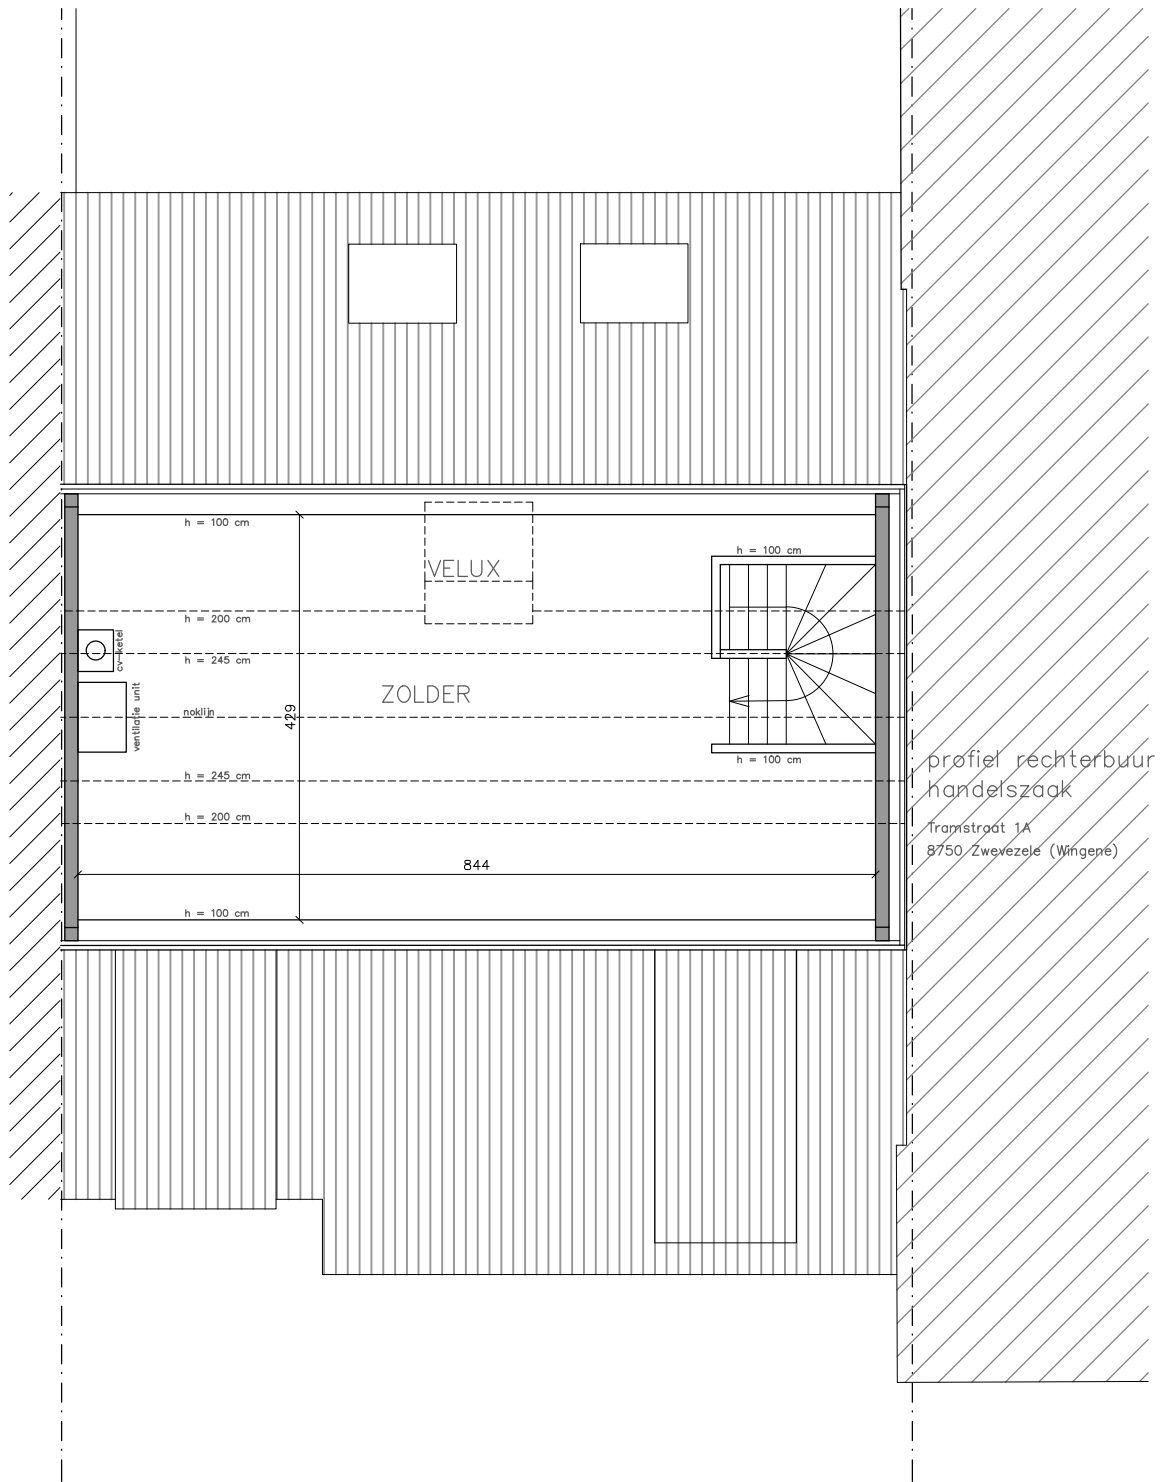 h = 100 cm
VELUX
h = 100 cm
h = 200 cm
cv-ketel
h = 245 cm
ZOLDER
ventilatie unit
noklijn
429
h = 100 cm
profiel rechterbuur
handelszaak
h = 245 cm
h = 200 cm
Tramstraat 1A
8750 Zwevezele (Wingene)
844
h = 100 cm